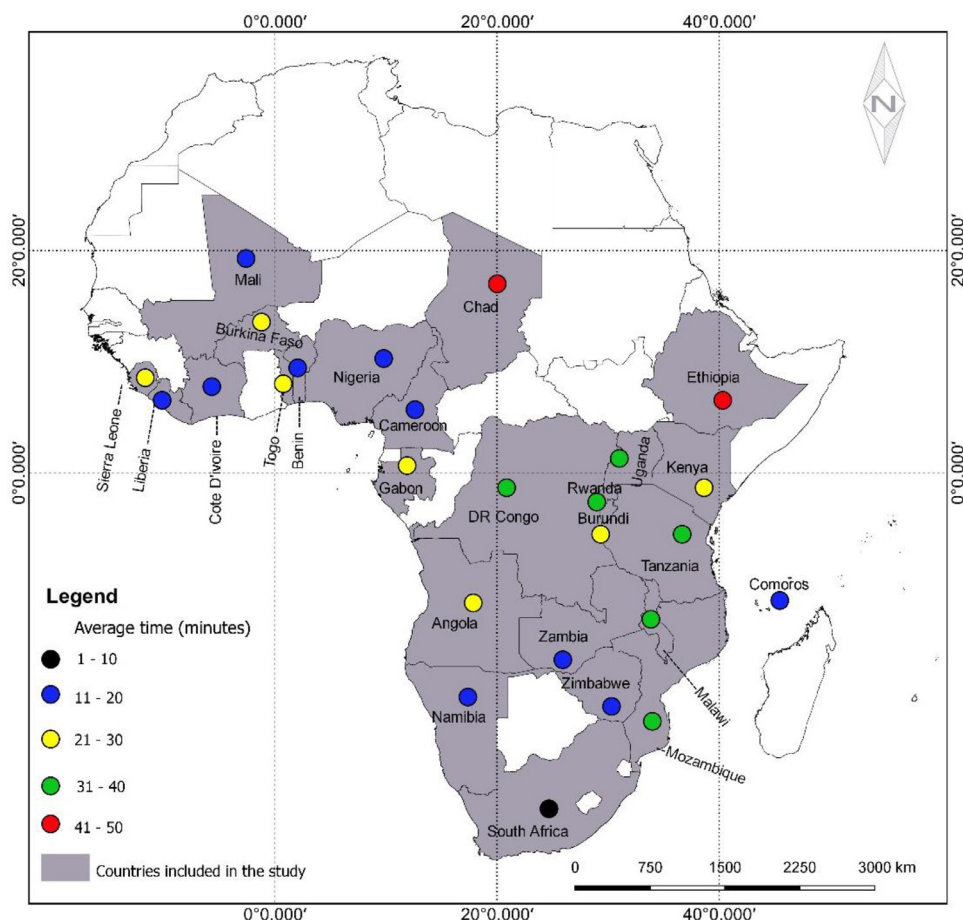 0°0.000′
20°0.000′
40°0.000′
N
20°0.000′
20°0.000′
Mali
Chad
Burkina Faso
Nigeria
Ethiopia
Cameroon
Sierra Leone
Liberia
Cote D'Ivoire
Togo
Benin
Uganda
Kenya
0°0.000′
0°0.000′
Gabon
Rwanda
DR Congo
Burundi
Tanzania
Comoros
Angola
Zambia
Zimbabwe
Malawi
Namibia
Mozambique
South Africa
Legend
Average time (minutes)
1 - 10
11 - 20
21 - 30
31 - 40
41 - 50
Countries included in the study
0 750 1500 2250 3000 km
0°0.000′
20°0.000′
40°0.000′